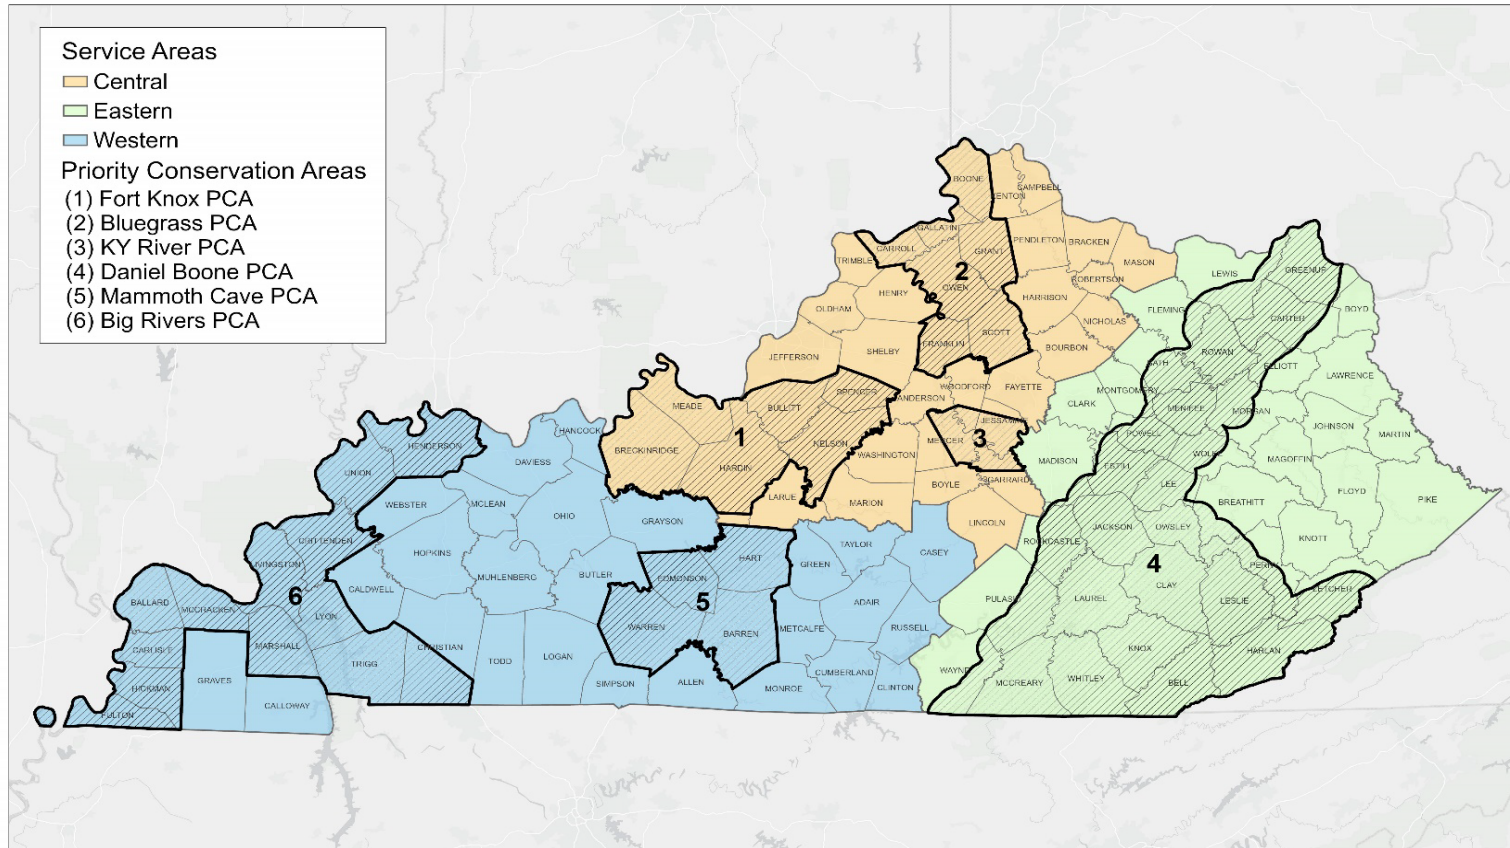 Service Areas
Central
Eastern
Western
Priority Conservation Areas
(1) Fort Knox PCA
(2) Bluegrass PCA
(3) KY River PCA
(4) Daniel Boone PCA
(5) Mammoth Cave PCA
(6) Big Rivers PCA
BOONE
KENTON
CAMPBELL
GALLATIN
CARROLL
GRANT
PENDLETON
BRACKEN
TRIMBLE
2
MASON
OWEN
ROBERTSON
LEWIS
GREENUP
HENRY
HARRISON
OLDHAM
FLEMING
BOYD
NICHOLAS
CARTER
SCOTT
FRANKLIN
BOURBON
SHELBY
JEFFERSON
ROWAN
BATH
ELLIOTT
LAWRENCE
WOODFORD
FAYETTE
MONTGOMERY
SPENCER
ANDERSON
CLARK
MEADE
BULLITT
MENIFEE
MORGAN
JESSAMINE
JOHNSON
HANCOCK
1
NELSON
MERCER
3
POWELL
MARTIN
HENDERSON
BRECKINRIDGE
WASHINGTON
MADISON
WOLFE
MAGOFFIN
DAVIESS
HARDIN
ESTILL
UNION
GARRARD
BOYLE
LEE
FLOYD
WEBSTER
MCLEAN
LARUE
MARION
BREATHITT
PIKE
OHIO
GRAYSON
LINCOLN
JACKSON
OWSLEY
CRITTENDEN
ROCKCASTLE
KNOTT
TAYLOR
HOPKINS
HART
CASEY
LIVINGSTON
GREEN
PERRY
4
MUHLENBERG
BUTLER
EDMONSON
CLAY
CALDWELL
LETCHER
6
5
BALLARD
MCCRACKEN
ADAIR
PULASKI
LAUREL
LESLIE
LYON
WARREN
METCALFE
RUSSELL
BARREN
MARSHALL
CHRISTIAN
CARLISLE
KNOX
HARLAN
TRIGG
TODD
LOGAN
WAYNE
CUMBERLAND
WHITLEY
GRAVES
ALLEN
MCCREARY
BELL
SIMPSON
HICKMAN
MONROE
CLINTON
CALLOWAY
FULTON